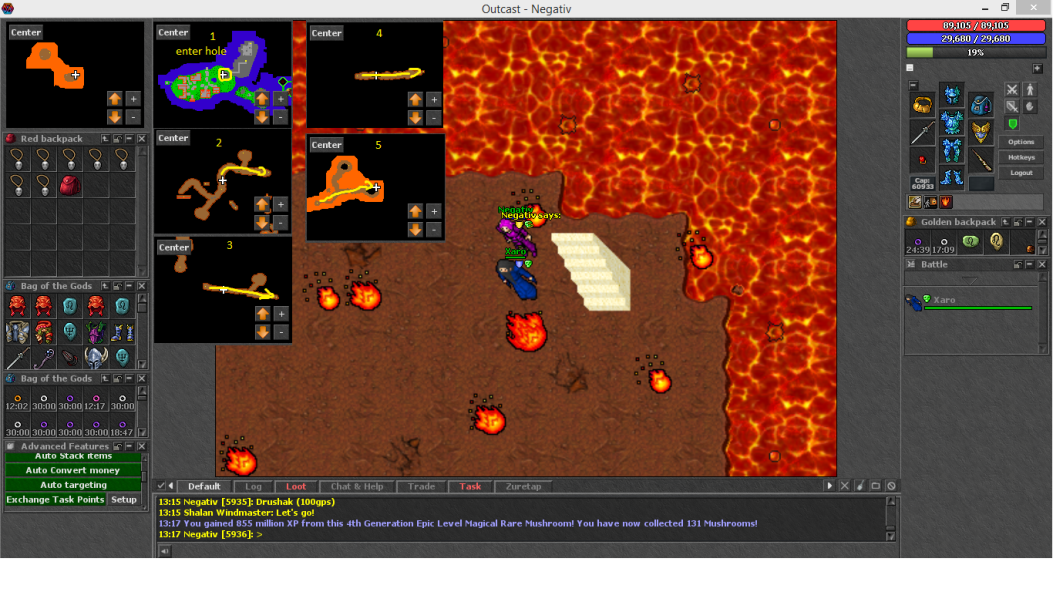 Outcast - Negativ
Center
Center
1
enter hole
Center
4
89,105 / 89,105
29,680 / 29,680
19%
Center
2
Center
5
Red backpack
Options
Hotkeys
Logout
Cap:
60933
Center
3
Negativ
Negativ says:
Xaro
Golden backpack
24:39 17:09
Battle
Xaro
Bag of the Gods
Bag of the Gods
12:02 30:00 30:00 12:17 30:00
30:00 30:00 30:00 30:00 18:47
Advanced Features
Auto Stack items
Auto Convert money
Auto targeting
Exchange Task Points Setup
Default Log Loot Chat & Help Trade Task Zuretap
13:15 Negativ [5935]: Drushak (100gps)
13:15 Shalan Windmaster: Let's go!
13:17 You gained 855 million XP from this 4th Generation Epic Level Magical Rare Mushroom! You have now collected 131 Mushrooms!
13:17 Negativ [5936]: >